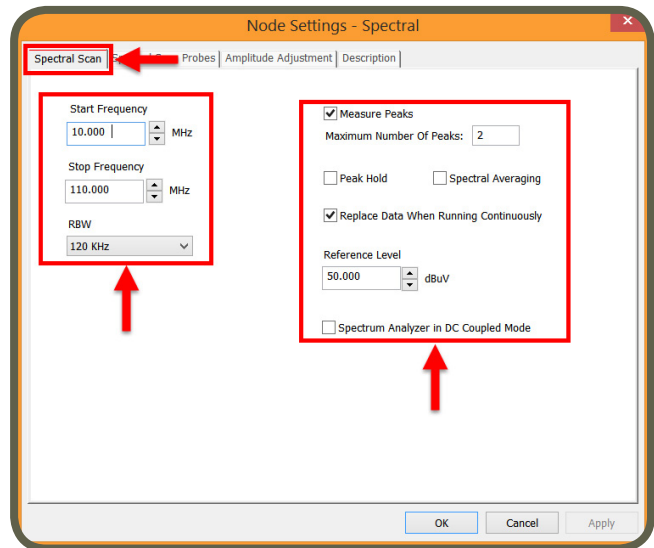 Node Settings - Spectral
Spectral Scan Probes Amplitude Adjustment Description
Start Frequency
10.000 MHz
Stop Frequency
110.000 MHz
RBW
120 KHz
Measure Peaks
Maximum Number Of Peaks: 2
Peak Hold Spectral Averaging
Replace Data When Running Continuously
Reference Level
50.000 dBuV
Spectrum Analyzer in DC Coupled Mode
OK Cancel Apply